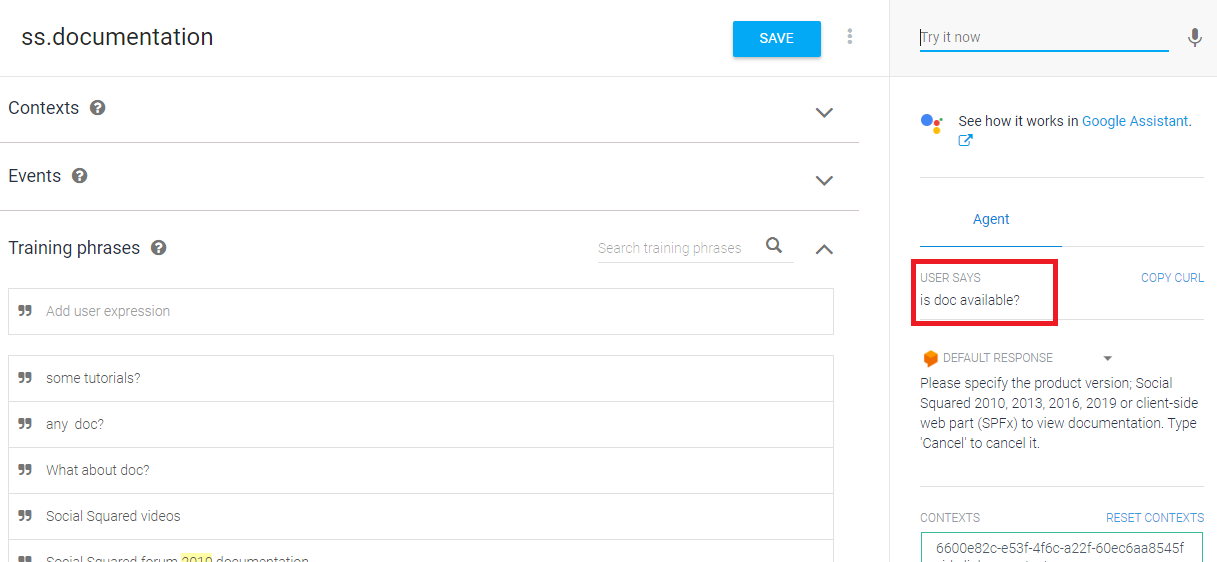 ss.documentation
SAVE
Contexts
Events
Training phrases
Search training phrases
Add user expression
some tutorials?
any doc?
What about doc?
Social Squared videos
Social Squared forum 2010 documentation
Try it now
See how it works in Google Assistant.
Agent
USER SAYS
COPY CURL
is doc available?
DEFAULT RESPONSE
Please specify the product version; Social
Squared 2010, 2013, 2016, 2019 or client-side
web part (SPFx) to view documentation. Type
'Cancel' to cancel it.
CONTEXTS
RESET CONTEXTS
6600e82c-e53f-4f6c-a22f-60ec6aa8545f